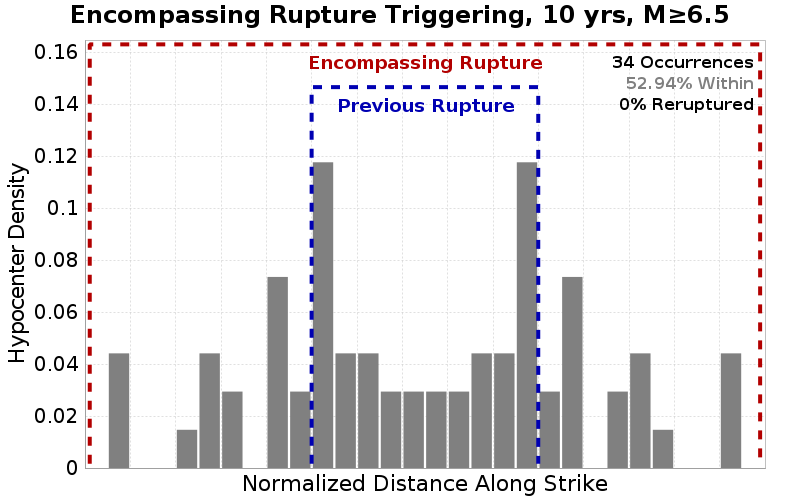 Encompassing Rupture Triggering, 10 yrs, M≥6.5
Encompassing Rupture
Previous Rupture
34 Occurrences
52.94% Within
0% Reruptured
Hypocenter Density
0.16
0.14
0.12
0.1
0.08
0.06
0.04
0.02
0
Normalized Distance Along Strike